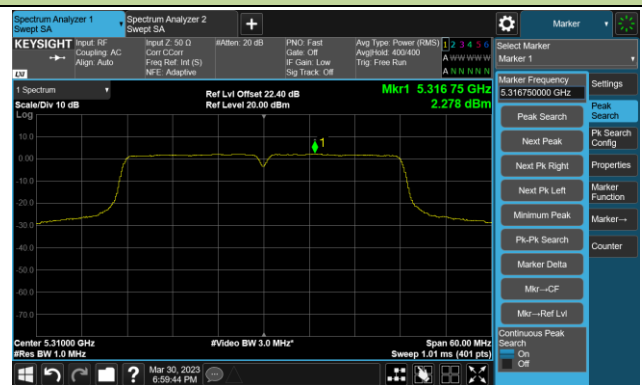 Spectrum Analyzer 1
Swept SA
Spectrum Analyzer 2
Swept SA
+
Marker
KEYSIGHT
Input: RF
Coupling: AC
Align: Auto
Input Z: 50 Ω
Corr CCorr
Freq Ref: Int (S)
NFE: Adaptive
#Atten: 20 dB
PNO: Fast
Gate: Off
IF Gain: Low
Sig Track: Off
Avg Type: Power (RMS)
Avg|Hold: 400/400
Trig: Free Run
1 2 3 4 5 6
A W W W W W
A N N N N N
LXI
Select Marker
Marker 1
1 Spectrum
Scale/Div 10 dB
Log
Ref Lvl Offset 22.40 dB
Ref Level 20.00 dBm
Mkr1 5.316 75 GHz
2.278 dBm
10.0
0.00
-10.0
-20.0
-30.0
-40.0
-50.0
-60.0
-70.0
1
Center 5.31000 GHz
#Res BW 1.0 MHz
#Video BW 3.0 MHz*
Span 60.00 MHz
Sweep 1.01 ms (401 pts)
Marker Frequency
5.316750000 GHz
Peak Search
Next Peak
Next Pk Right
Next Pk Left
Minimum Peak
Pk-Pk Search
Marker Delta
Mkr→CF
Mkr→Ref Lvl
Continuous Peak
Search
On
Off
Settings
Peak
Search
Pk Search
Config
Properties
Marker
Function
Marker→
Counter
?
Mar 30, 2023
6:59:44 PM